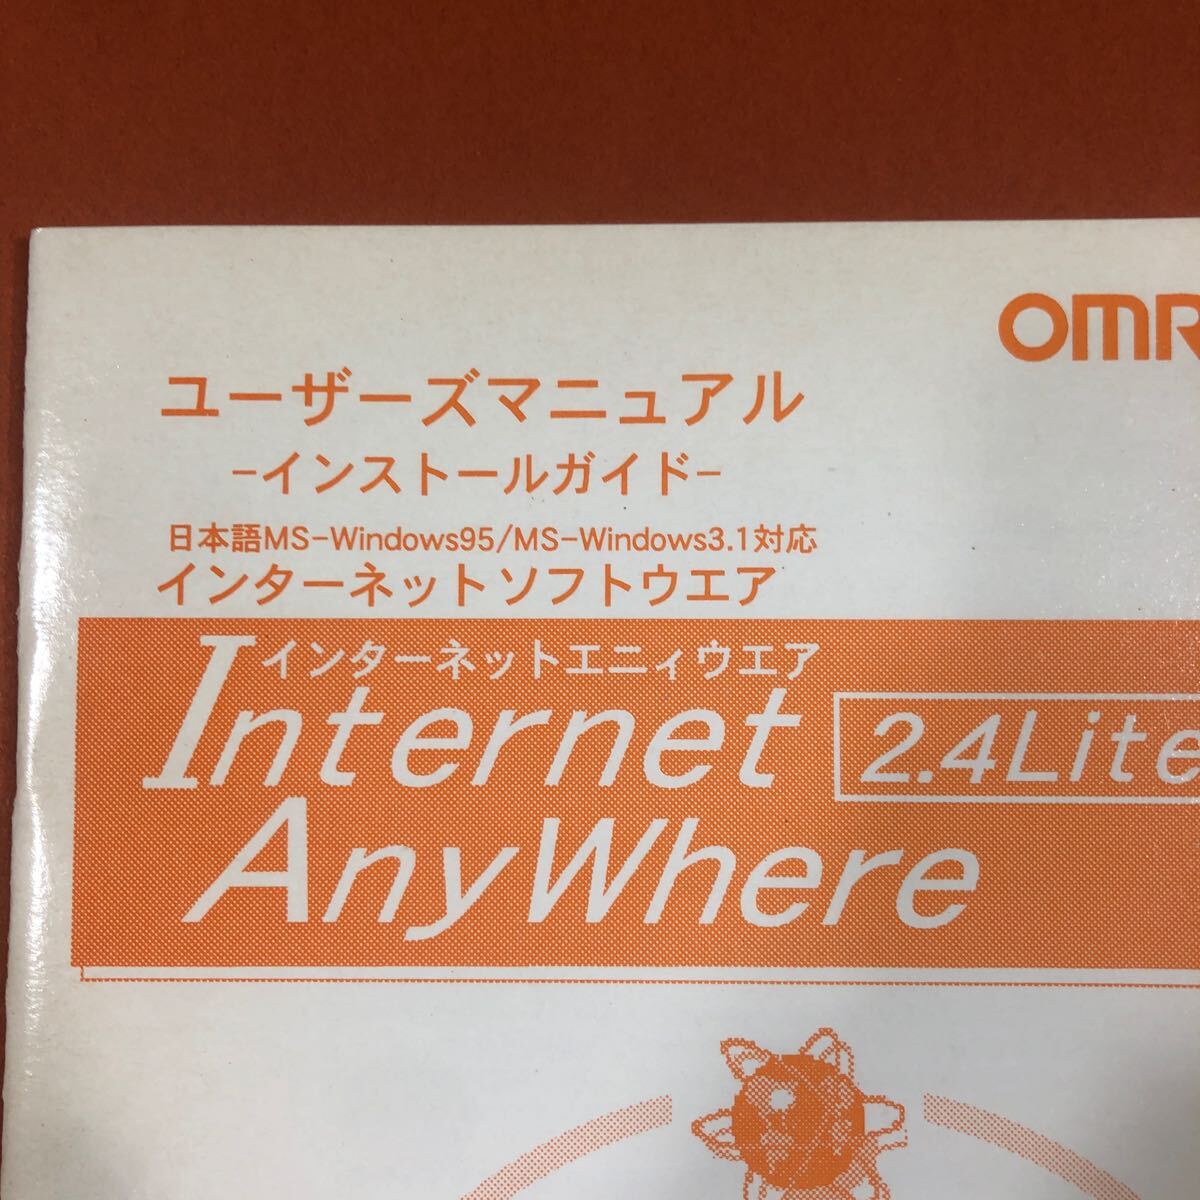 OMR
ユーザーズマニュアル
-インストールガイド-
日本語MS-Windows95/MS-Windows3.1対応
インターネットソフトウエア
インターネットエニィウエア
Internet 2.4Lite
AnyWhere